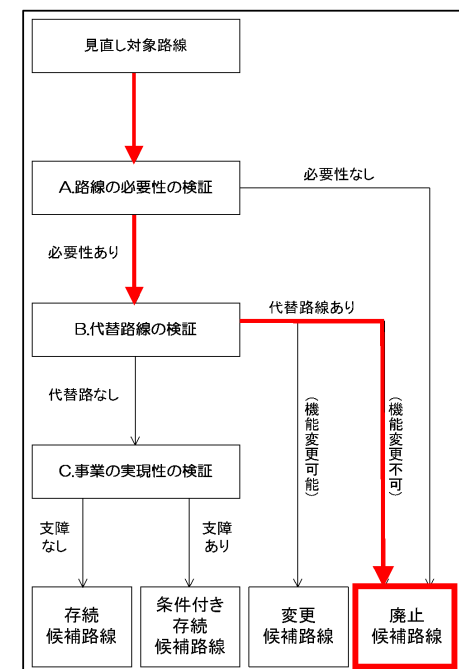 見直し対象路線
必要性なし
A.路線の必要性の検証
必要性あり
代替路線あり
B.代替路線の検証
代替路なし
（機能変更可能）
（機能変更不可）
C.事業の実現性の検証
支障
なし
支障
あり
存続
候補路線
条件付き
存続
候補路線
変更
候補路線
廃止
候補路線